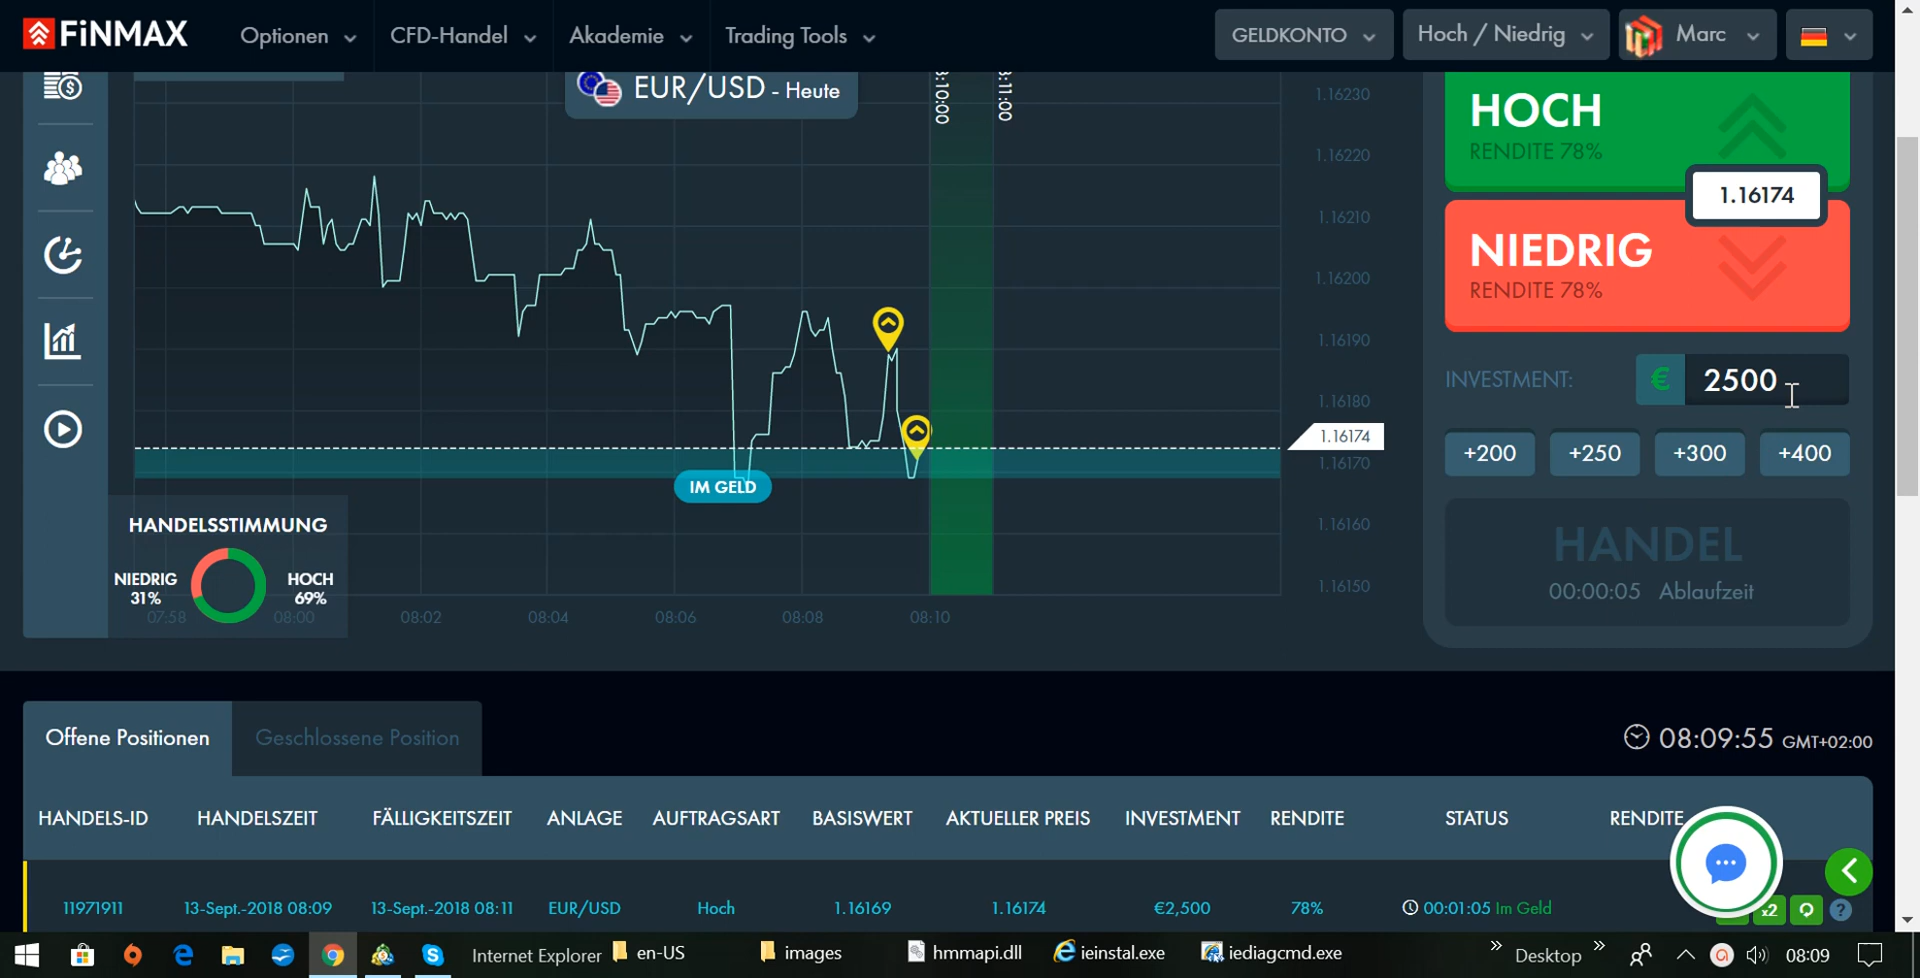 FiNMAX Optionen CFD-Handel Akademie Trading Tools GELDKONTO Hoch / Niedrig Marc
EUR/USD - Heute
:10:00
:11:00
1.16230
1.16220
1.16210
1.16200
1.16190
1.16180
1.16174
1.16170
1.16160
1.16150
IM GELD
HANDELSSTIMMUNG
NIEDRIG
31%
HOCH
69%
07:58 08:00 08:02 08:04 08:06 08:08 08:10
HOCH
RENDITE 78%
1.16174
NIEDRIG
RENDITE 78%
INVESTMENT: € 2500
+200 +250 +300 +400
HANDEL
00:00:05 Ablaufzeit
Offene Positionen Geschlossene Position
08:09:55 GMT+02:00
HANDELS-ID HANDELSZEIT FÄLLIGKEITSZEIT ANLAGE AUFTRAGSART BASISWERT AKTUELLER PREIS INVESTMENT RENDITE STATUS RENDITE
11971911 13-Sept.-2018 08:09 13-Sept.-2018 08:11 EUR/USD Hoch 1.16169 1.16174 €2,500 78% 00:01:05 Im Geld x2 ?
Internet Explorer en-US images hmmapi.dll ieinstal.exe iediagcmd.exe Desktop 08:09